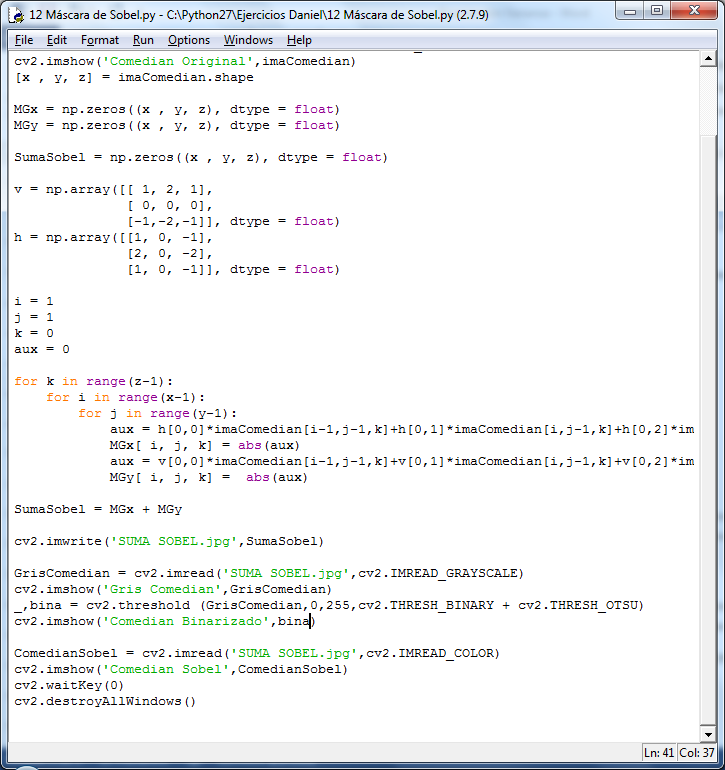 12 Máscara de Sobel.py - C:\Python27\Ejercicios Daniel\12 Máscara de Sobel.py (2.7.9)
File Edit Format Run Options Windows Help
cv2.imshow('Comedian Original',imaComedian)
[x , y, z] = imaComedian.shape
MGx = np.zeros((x , y, z), dtype = float)
MGy = np.zeros((x , y, z), dtype = float)
SumaSobel = np.zeros((x , y, z), dtype = float)
v = np.array([[ 1, 2, 1],
              [ 0, 0, 0],
              [-1,-2,-1]], dtype = float)
h = np.array([[1, 0, -1],
              [2, 0, -2],
              [1, 0, -1]], dtype = float)
i = 1
j = 1
k = 0
aux = 0
for k in range(z-1):
    for i in range(x-1):
        for j in range(y-1):
            aux = h[0,0]*imaComedian[i-1,j-1,k]+h[0,1]*imaComedian[i,j-1,k]+h[0,2]*im
            MGx[ i, j, k] = abs(aux)
            aux = v[0,0]*imaComedian[i-1,j-1,k]+v[0,1]*imaComedian[i,j-1,k]+v[0,2]*im
            MGy[ i, j, k] =  abs(aux)
SumaSobel = MGx + MGy
cv2.imwrite('SUMA SOBEL.jpg',SumaSobel)
GrisComedian = cv2.imread('SUMA SOBEL.jpg',cv2.IMREAD_GRAYSCALE)
cv2.imshow('Gris Comedian',GrisComedian)
_,bina = cv2.threshold (GrisComedian,0,255,cv2.THRESH_BINARY + cv2.THRESH_OTSU)
cv2.imshow('Comedian Binarizado',bina)
ComedianSobel = cv2.imread('SUMA SOBEL.jpg',cv2.IMREAD_COLOR)
cv2.imshow('Comedian Sobel',ComedianSobel)
cv2.waitKey(0)
cv2.destroyAllWindows()
Ln: 41 Col: 37